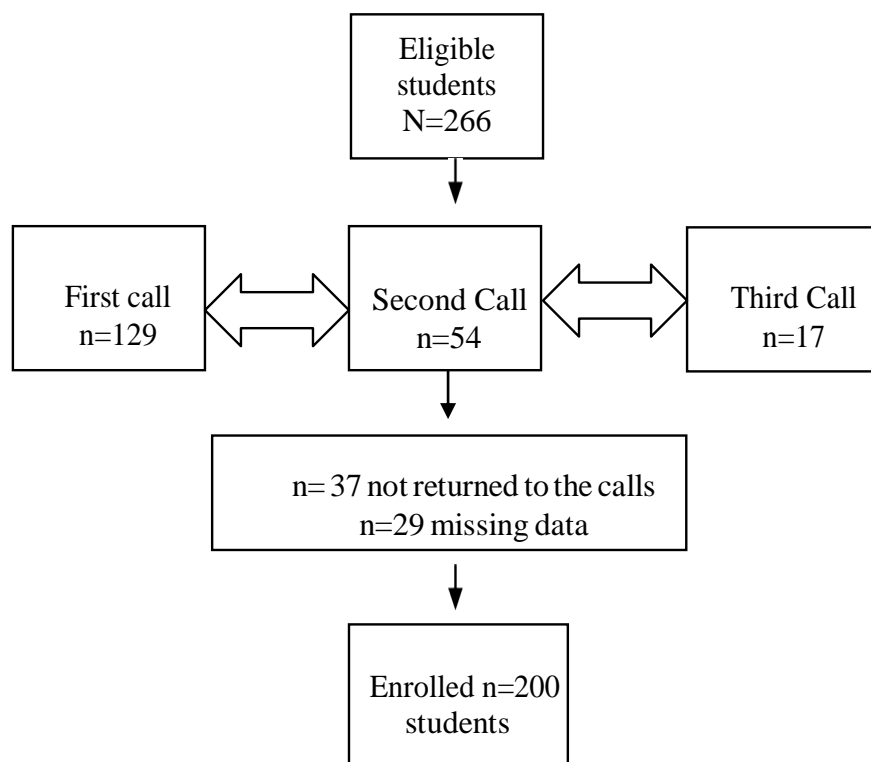 Eligible
students
N=266
First call
n=129
Second Call
n=54
Third Call
n=17
n= 37 not returned to the calls
n=29 missing data
Enrolled n=200
students